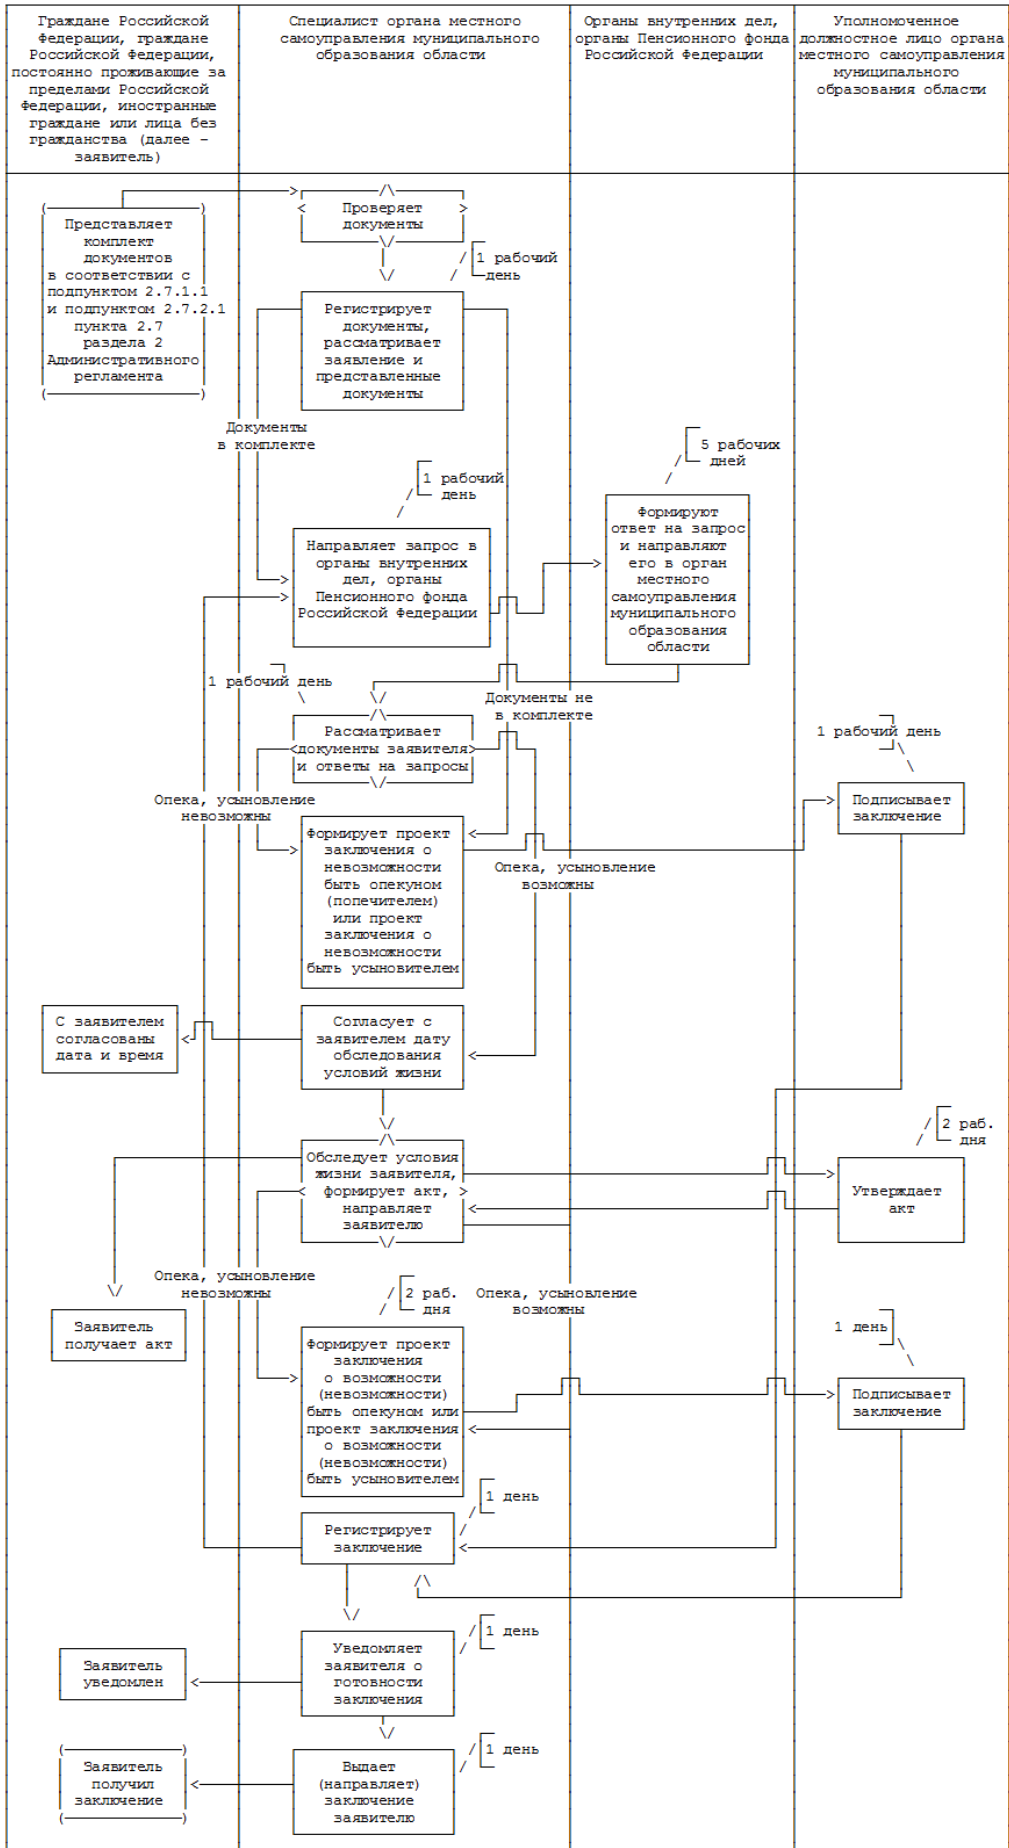 Граждане Российской
Федерации, граждане
Российской Федерации,
постоянно проживающие за
пределами Российской
Федерации, иностранные
граждане или лица без
гражданства (далее -
заявитель)
Специалист органа местного
самоуправления муниципального
образования области
Органы внутренних дел,
органы Пенсионного фонда
Российской Федерации
Уполномоченное
должностное лицо органа
местного самоуправления
муниципального
образования области
Представляет
комплект
документов
в соответствии с
подпунктом 2.7.1.1
и подпунктом 2.7.2.1
пункта 2.7
раздела 2
Административного
регламента
Проверяет
документы
1 рабочий
день
Регистрирует
документы,
рассматривает
заявление и
представленные
документы
Документы
в комплекте
1 рабочий
день
5 рабочих
дней
Направляет запрос в
органы внутренних
дел, органы
Пенсионного фонда
Российской Федерации
Формируют
ответ на запрос
и направляют
его в орган
местного
самоуправления
муниципального
образования
области
1 рабочий день
Документы не
в комплекте
Рассматривает
документы заявителя
и ответы на запросы
1 рабочий день
Опека, усыновление
невозможны
Подписывает
заключение
Формирует проект
заключения о
невозможности
быть опекуном
(попечителем)
или проект
заключения о
невозможности
быть усыновителем
Опека, усыновление
возможны
С заявителем
согласованы
дата и время
Согласует с
заявителем дату
обследования
условий жизни
2 раб.
дня
Обследует условия
жизни заявителя,
формирует акт,
направляет
заявителю
Утверждает
акт
Опека, усыновление
невозможны
2 раб.
дня
Опека, усыновление
возможны
Заявитель
получает акт
1 день
Формирует проект
заключения
о возможности
(невозможности)
быть опекуном или
проект заключения
о возможности
(невозможности)
быть усыновителем
Подписывает
заключение
1 день
Регистрирует
заключение
1 день
Уведомляет
заявителя о
готовности
заключения
Заявитель
уведомлен
1 день
Выдает
(направляет)
заключение
заявителю
Заявитель
получил
заключение